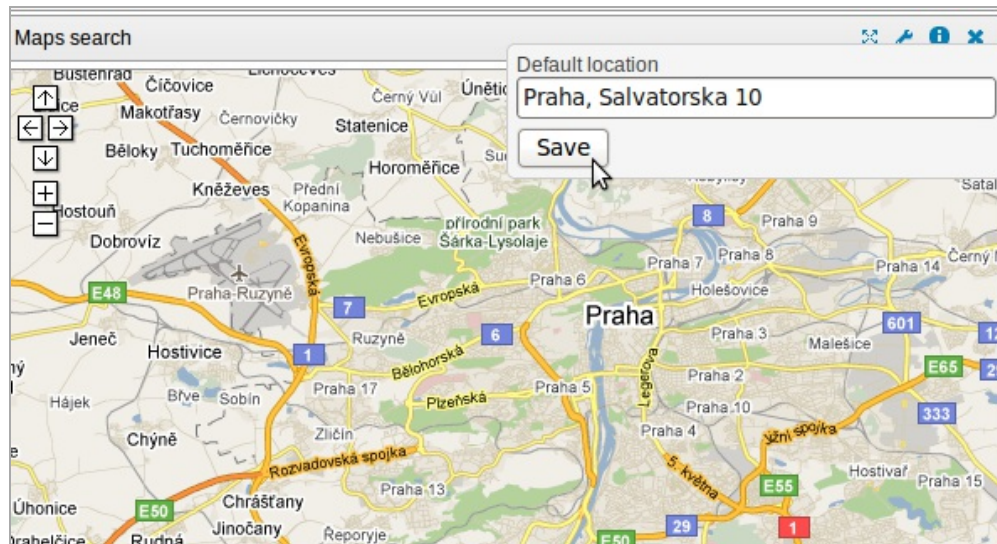 Maps search
Default location
Praha, Salvatorska 10
Save
Buštěhrad
Číčovice
Černý Vůl
Makotřasy
Černovičky
Statenice
Běloky
Tuchoměřice
Horoměřice
Kněževes
Přední
Kopanina
Hostouň
přírodní park
Šárka-Lysolaje
8
Praha 9
Dobrovíz
Nebušice
Evropská
Praha 7
Praha 8
Praha 14
Praha 6
Holešovice
E48
Praha-Ruzyně
Evropská
7
Praha
601
Jeneč
Ruzyně
6
Praha 3
Malešice
Hostivice
1
Bělohorská
E65
Břve
Sobín
Praha 17
Praha 5
Legerova
Praha 2
Hájek
Plzeňská
Praha 10
333
Chýně
Zličín
Praha 4
jižní spojka
Rozvadovská spojka
5. května
Hostivař
Praha 15
Praha 13
E55
Úhonice
E50
Chrášťany
29
1
Jinočany
Řeporyje
E50
Rudná